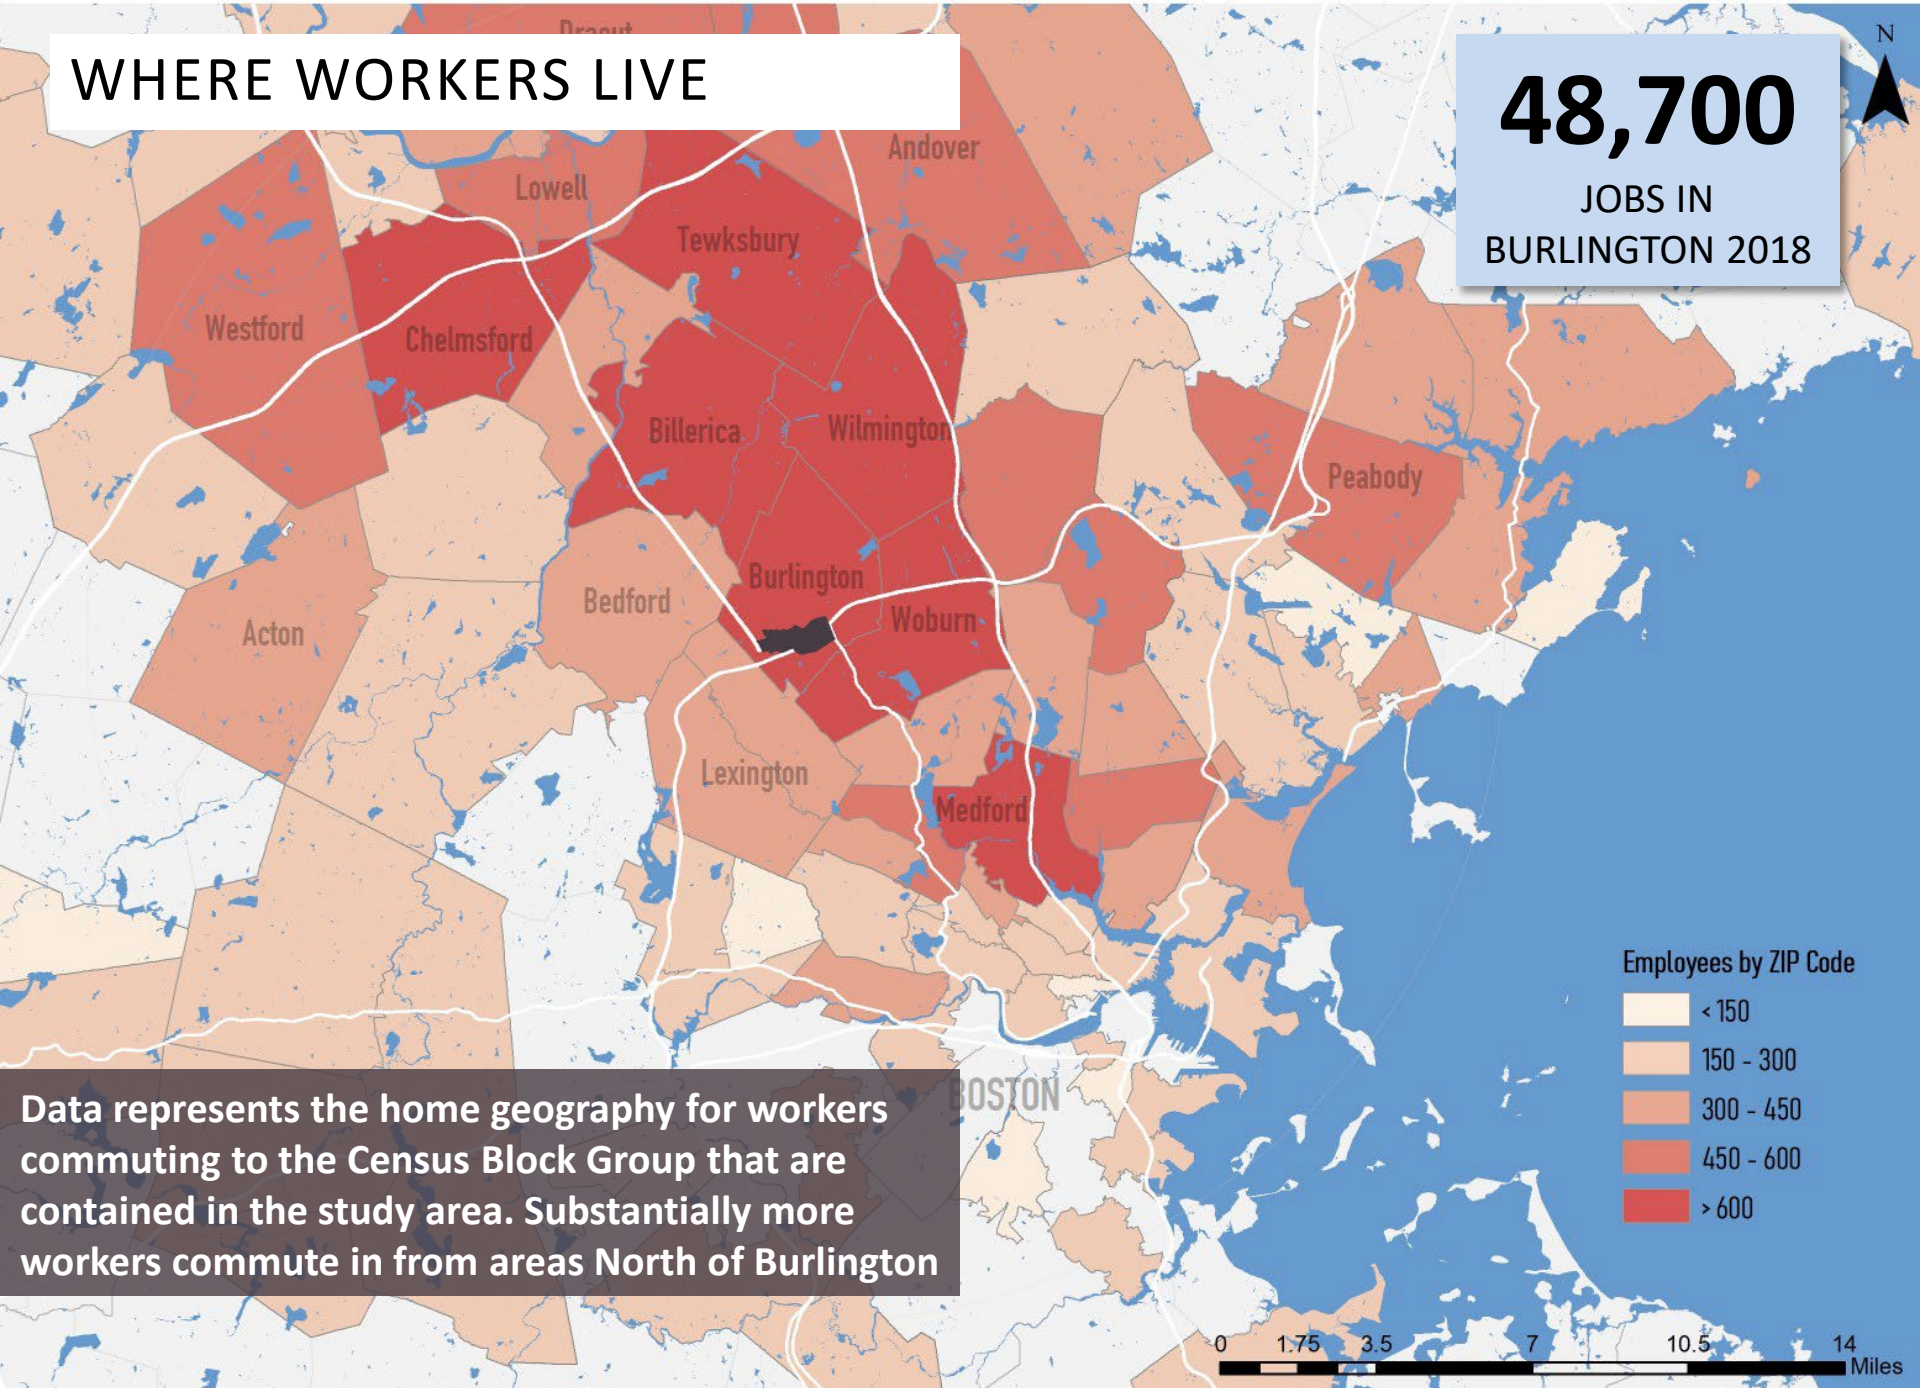 WHERE WORKERS LIVE
48,700
JOBS IN
BURLINGTON 2018
N
Dracut
Andover
Lowell
Tewksbury
Westford
Chelmsford
Billerica
Wilmington
Peabody
Burlington
Bedford
Woburn
Acton
Lexington
Medford
BOSTON
Employees by ZIP Code
< 150
150 - 300
300 - 450
450 - 600
> 600
Data represents the home geography for workers
commuting to the Census Block Group that are
contained in the study area. Substantially more
workers commute in from areas North of Burlington
0 1.75 3.5 7 10.5 14
Miles